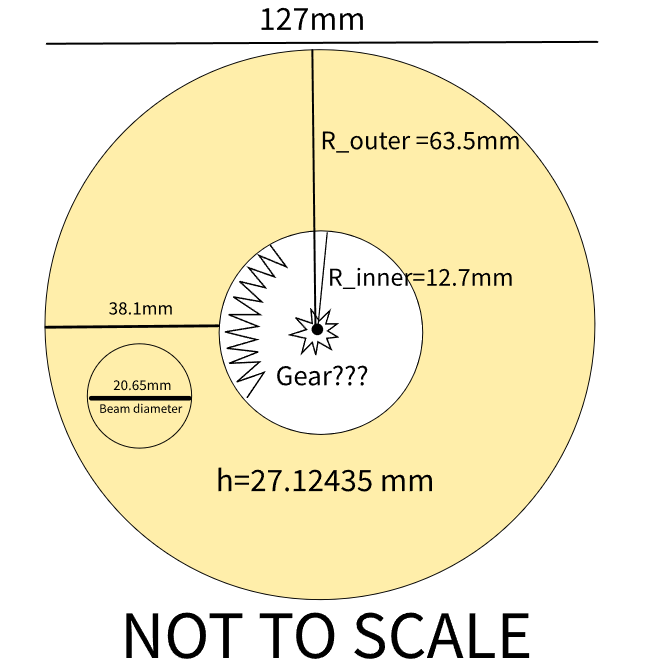 127mm
R_outer =63.5mm
R_inner=12.7mm
38.1mm
Gear???
20.65mm
Beam diameter
h=27.12435 mm
NOT TO SCALE